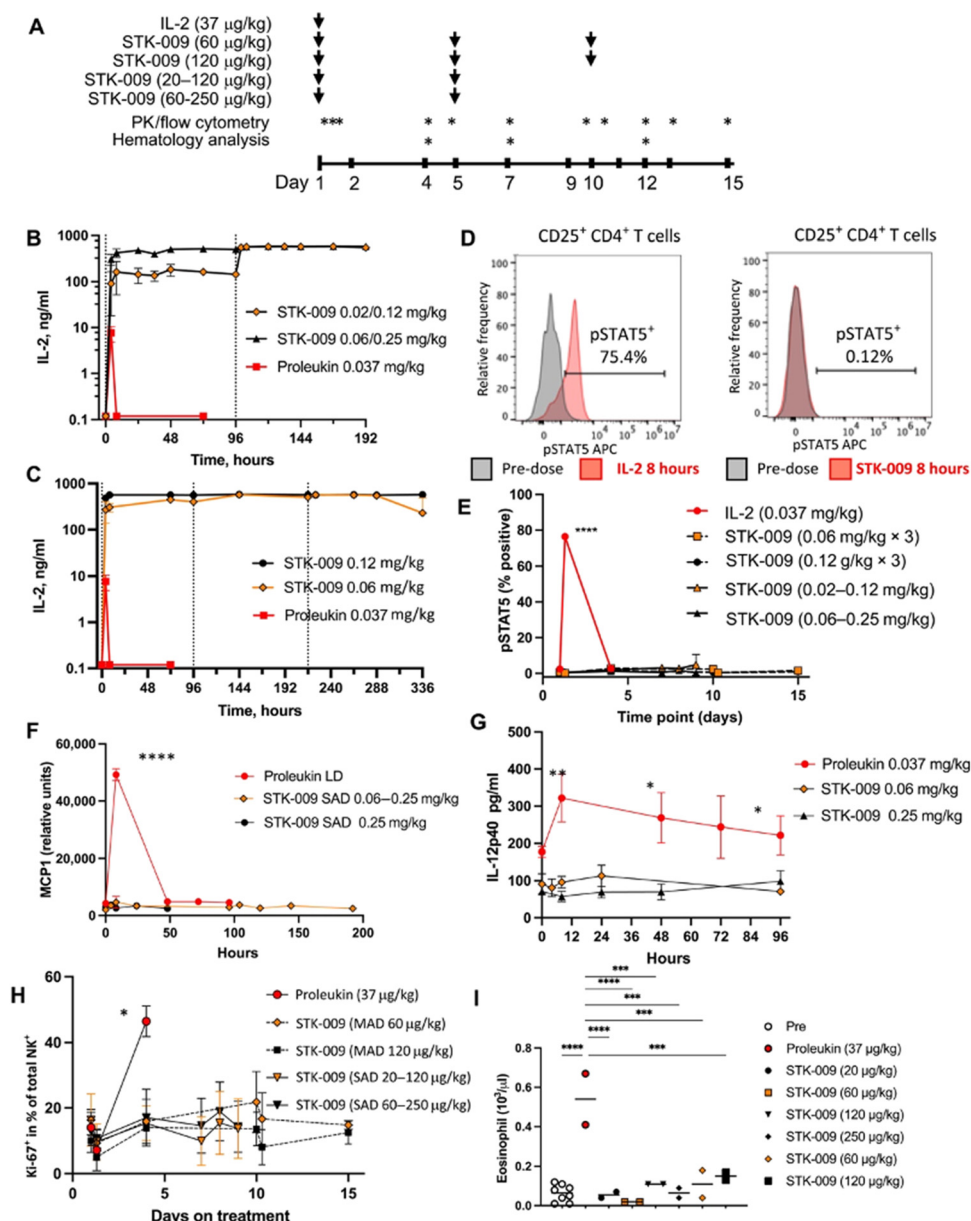 A
IL-2 (37 µg/kg)
STK-009 (60 µg/kg)
STK-009 (120 µg/kg)
STK-009 (20–120 µg/kg)
STK-009 (60-250 µg/kg)
PK/flow cytometry *** * * * * * * * *
Hematology analysis * * *
Day 1 2 4 5 7 9 10 12 15
B
IL-2, ng/ml
1000
100
10
1
0.1
0 48 96 144 192
Time, hours
STK-009 0.02/0.12 mg/kg
STK-009 0.06/0.25 mg/kg
Proleukin 0.037 mg/kg
C
IL-2, ng/ml
1000
100
10
1
0.1
0 48 96 144 192 240 288 336
Time, hours
STK-009 0.12 mg/kg
STK-009 0.06 mg/kg
Proleukin 0.037 mg/kg
D
CD25⁺ CD4⁺ T cells
Relative frequency
100
80
60
40
20
0
pSTAT5⁺
75.4%
0 10⁴ 10⁵ 10⁶ 10⁷
pSTAT5 APC
Pre-dose IL-2 8 hours
CD25⁺ CD4⁺ T cells
Relative frequency
100
80
60
40
20
0
pSTAT5⁺
0.12%
0 10⁴ 10⁵ 10⁶ 10⁷
pSTAT5 APC
Pre-dose STK-009 8 hours
E
pSTAT5 (% positive)
100
80
60
40
20
0
0 5 10 15
Time point (days)
****
IL-2 (0.037 mg/kg)
STK-009 (0.06 mg/kg × 3)
STK-009 (0.12 g/kg × 3)
STK-009 (0.02–0.12 mg/kg)
STK-009 (0.06–0.25 mg/kg)
F
MCP1 (relative units)
60,000
40,000
20,000
0
0 50 100 150 200
Hours
****
Proleukin LD
STK-009 SAD 0.06–0.25 mg/kg
STK-009 SAD 0.25 mg/kg
G
IL-12p40 pg/ml
500
400
300
200
100
0
0 12 24 36 48 60 72 84 96
Hours
** * *
Proleukin 0.037 mg/kg
STK-009 0.06 mg/kg
STK-009 0.25 mg/kg
H
Ki-67⁺ in % of total NK⁺
60
40
20
0
0 5 10 15
Days on treatment
*
Proleukin (37 µg/kg)
STK-009 (MAD 60 µg/kg)
STK-009 (MAD 120 µg/kg)
STK-009 (SAD 20–120 µg/kg)
STK-009 (SAD 60–250 µg/kg)
I
***
****
***
***
****
**** ***
Eosinophil (10³/µl)
0.8
0.6
0.4
0.2
0.0
Pre
Proleukin (37 µg/kg)
STK-009 (20 µg/kg)
STK-009 (60 µg/kg)
STK-009 (120 µg/kg)
STK-009 (250 µg/kg)
STK-009 (60 µg/kg)
STK-009 (120 µg/kg)